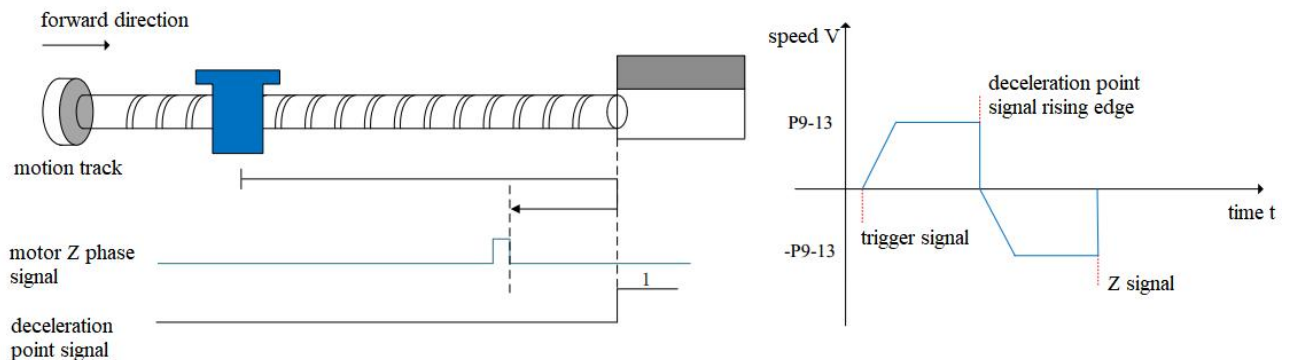 forward direction
motion track
motor Z phase
signal
1
deceleration
point signal
speed V
deceleration point
signal rising edge
P9-13
time t
trigger signal
-P9-13
Z signal